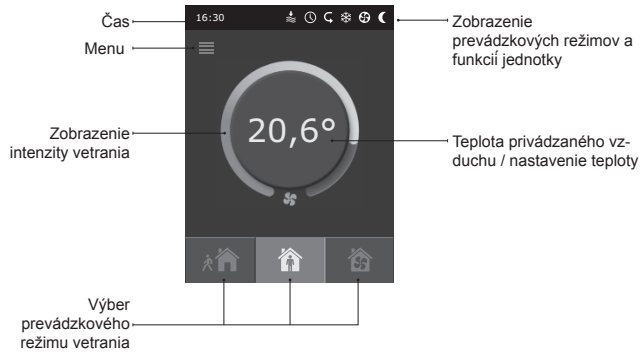 Čas
Menu
Zobrazenie
intenzity vetrania
Výber
prevádzkového
režimu vetrania
16:30
20,6°
Zobrazenie
prevádzkových režimov a
funkcií jednotky
Teplota privádzaného vz-
duchu / nastavenie teploty